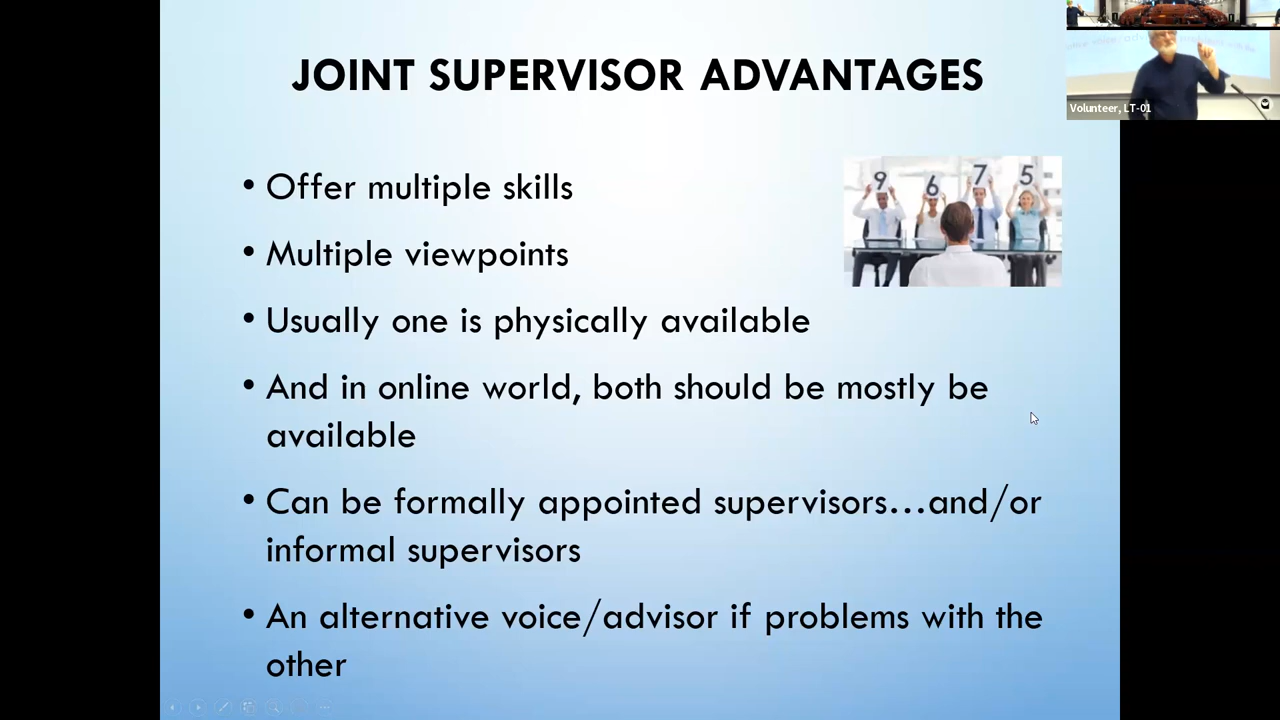 JOINT SUPERVISOR ADVANTAGES
Volunteer, LT-01
9 6 7 5
• Offer multiple skills
• Multiple viewpoints
• Usually one is physically available
• And in online world, both should be mostly be
available
• Can be formally appointed supervisors...and/or
informal supervisors
• An alternative voice/advisor if problems with the
other